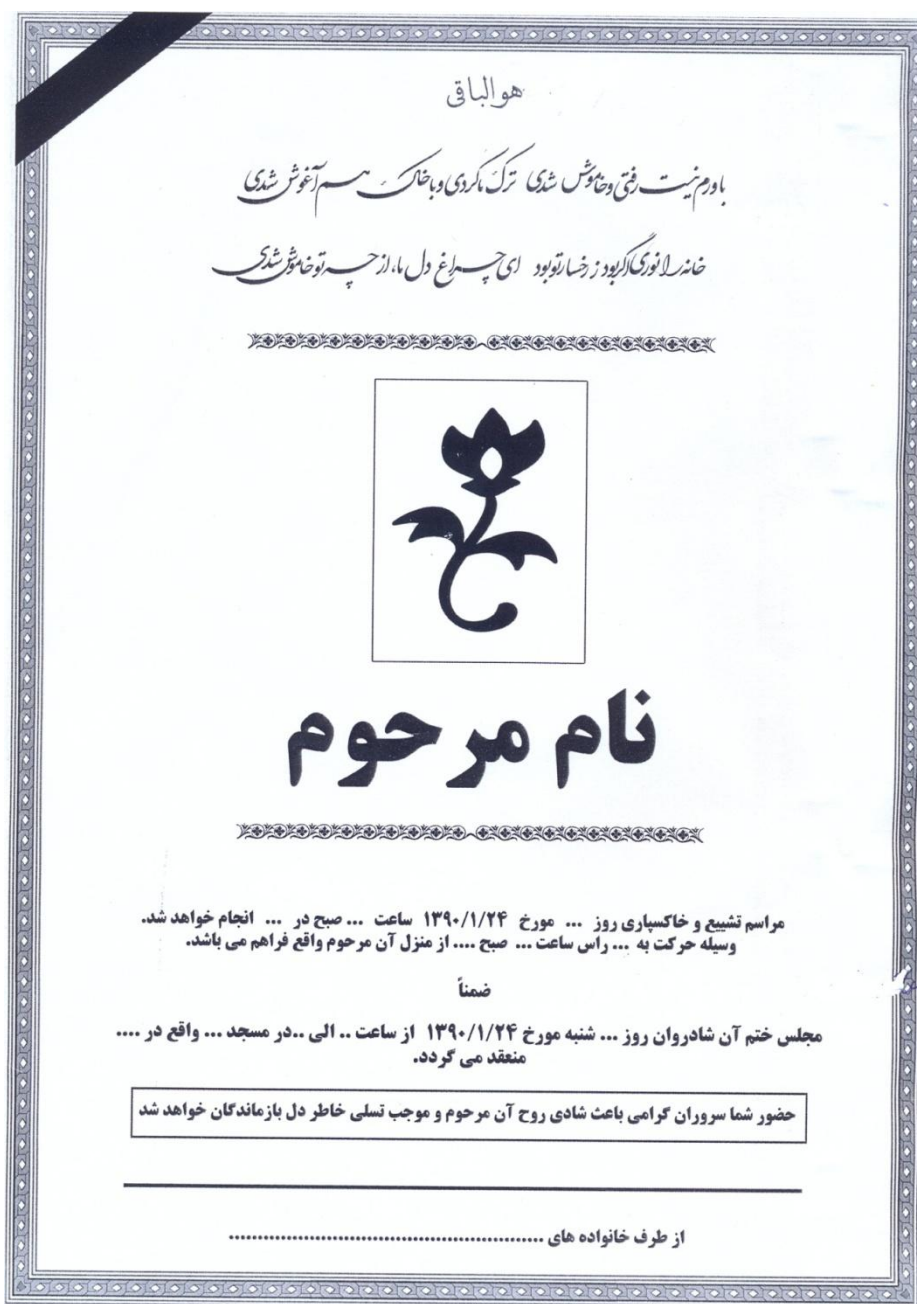 هوالباقی
باورم نیست رفتی و خاموش شدی ترک ما کردی و با خاک هم آغوش شدی
خانه را نوری اگر بود ز رخسار تو بود ای چراغ دل ما، از چه تو خاموش شدی
نام مرحوم
مراسم تشییع و خاکسپاری روز ... مورخ ۱۳۹۰/۱/۲۴ ساعت ... صبح در ... انجام خواهد شد.
وسیله حرکت به ... راس ساعت ... صبح .... از منزل آن مرحوم واقع فراهم می باشد.
ضمناً
مجلس ختم آن شادروان روز ... شنبه مورخ ۱۳۹۰/۱/۲۴ از ساعت .. الی ..در مسجد ... واقع در ....
منعقد می گردد.
حضور شما سروران گرامی باعث شادی روح آن مرحوم و موجب تسلی خاطر دل بازماندگان خواهد شد
از طرف خانواده های .......................................................